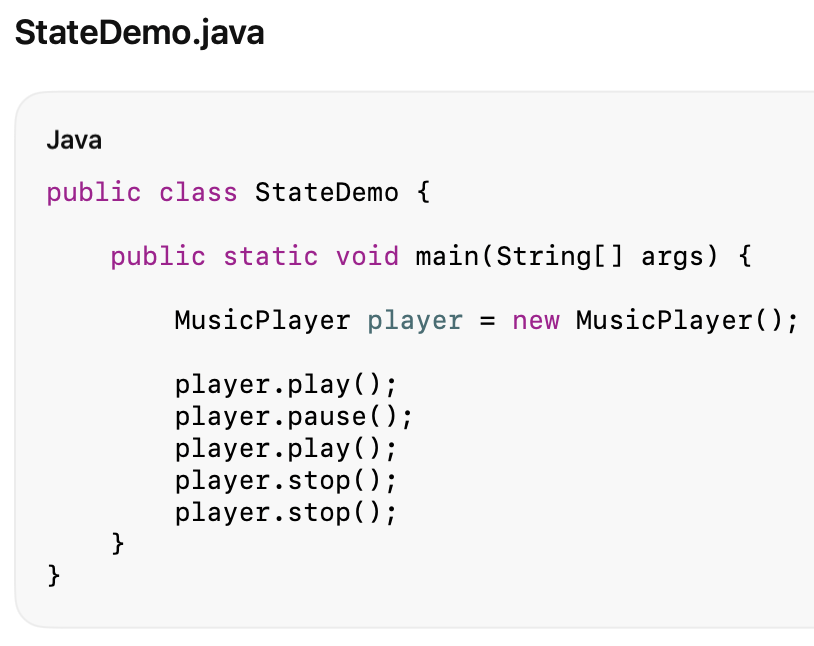 StateDemo.java
Java
public class StateDemo {
    public static void main(String[] args) {
        MusicPlayer player = new MusicPlayer();
        player.play();
        player.pause();
        player.play();
        player.stop();
        player.stop();
    }
}